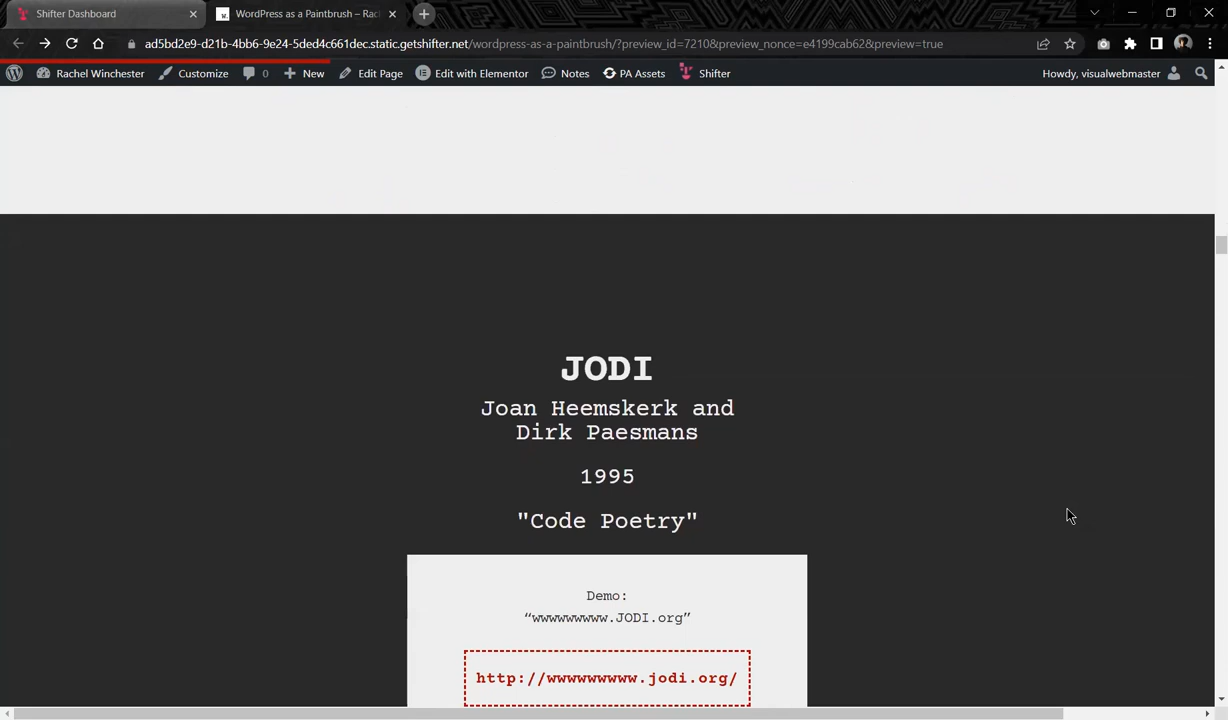 Shifter Dashboard
WordPress as a Paintbrush – Rac
ad5bd2e9-d21b-4bb6-9e24-5ded4c661dec.static.getshifter.net/wordpress-as-a-paintbrush/?preview_id=7210&preview_nonce=e4199cab62&preview=true
Rachel Winchester Customize 0 New Edit Page Edit with Elementor Notes PA Assets Shifter Howdy, visualwebmaster
JODI
Joan Heemskerk and
Dirk Paesmans
1995
"Code Poetry"
Demo:
“wwwwwwwww.JODI.org”
http://wwwwwwwww.jodi.org/